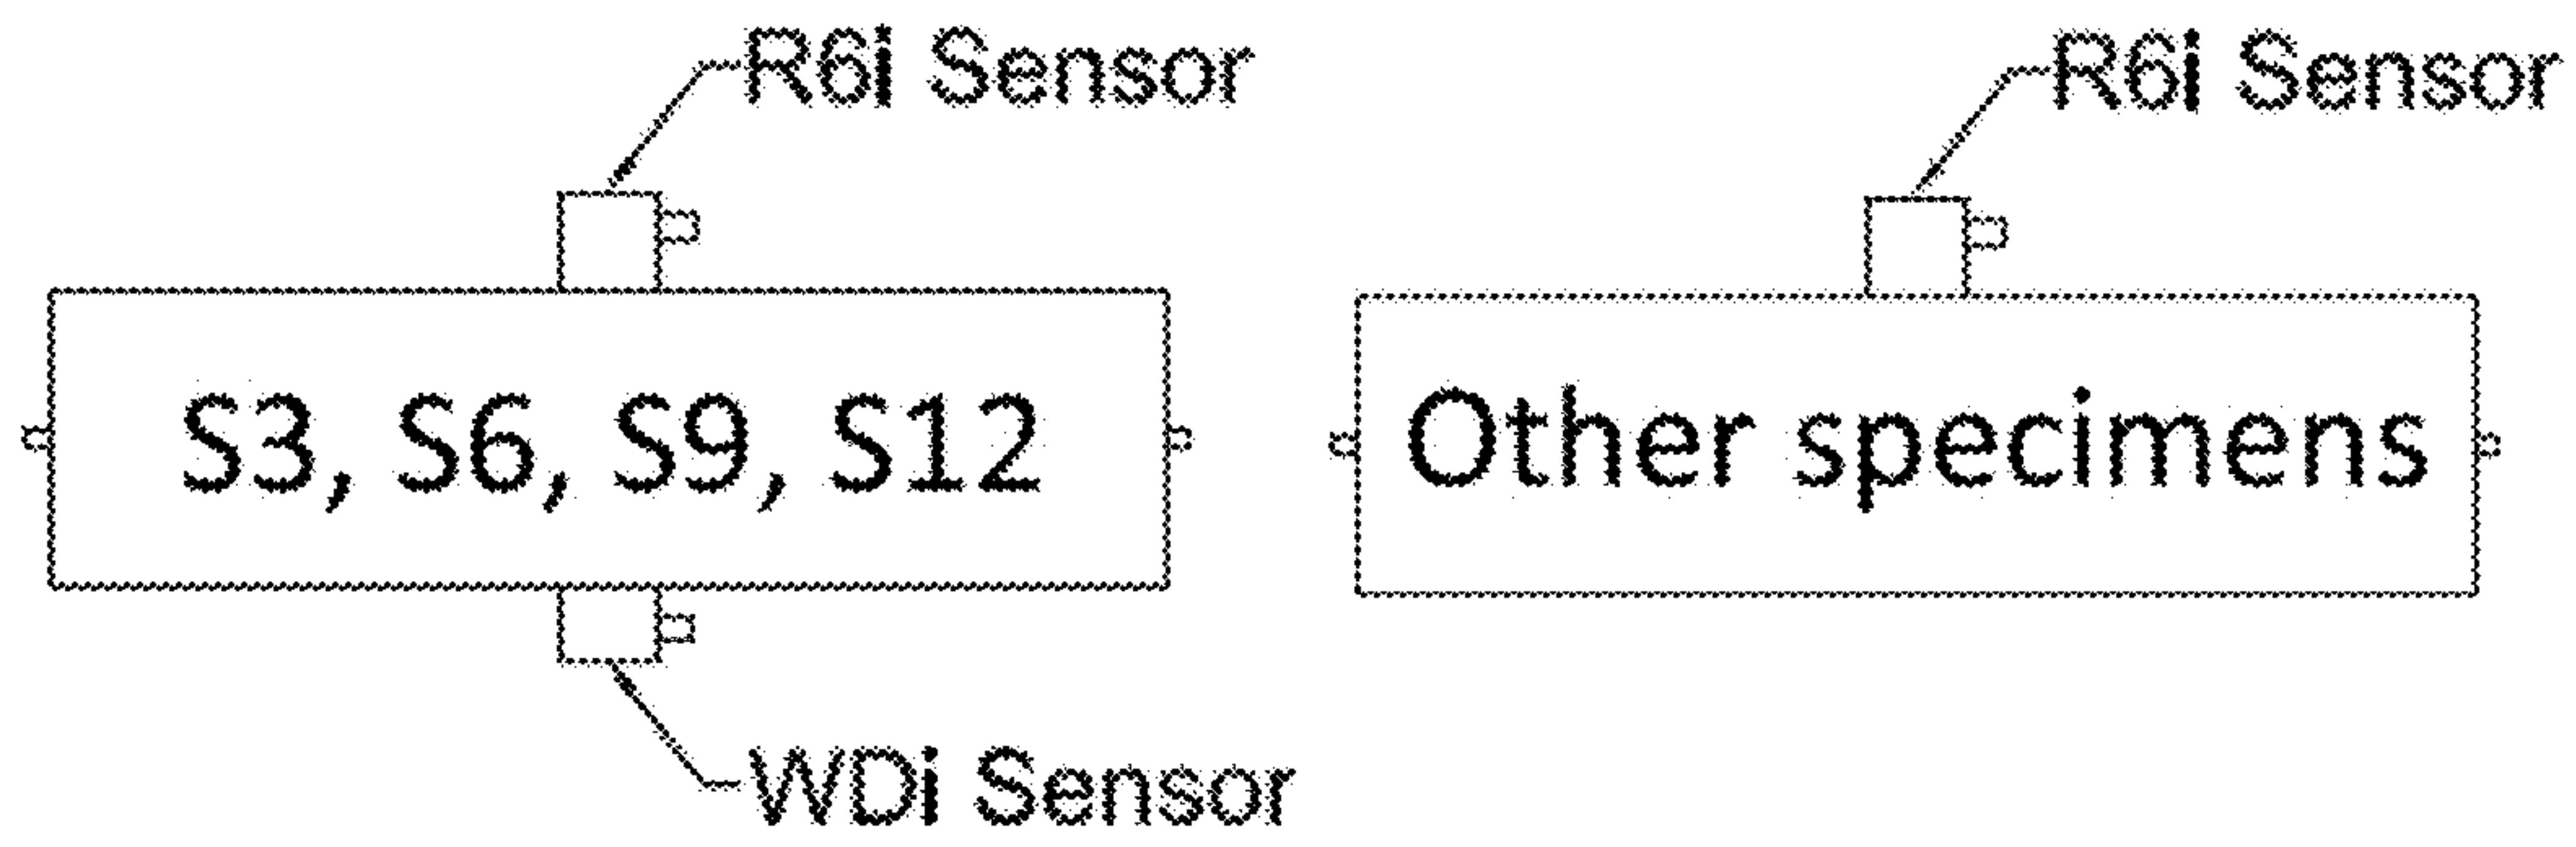 R6i Sensor
R6i Sensor
S3, S6, S9, S12
Other specimens
WDi Sensor